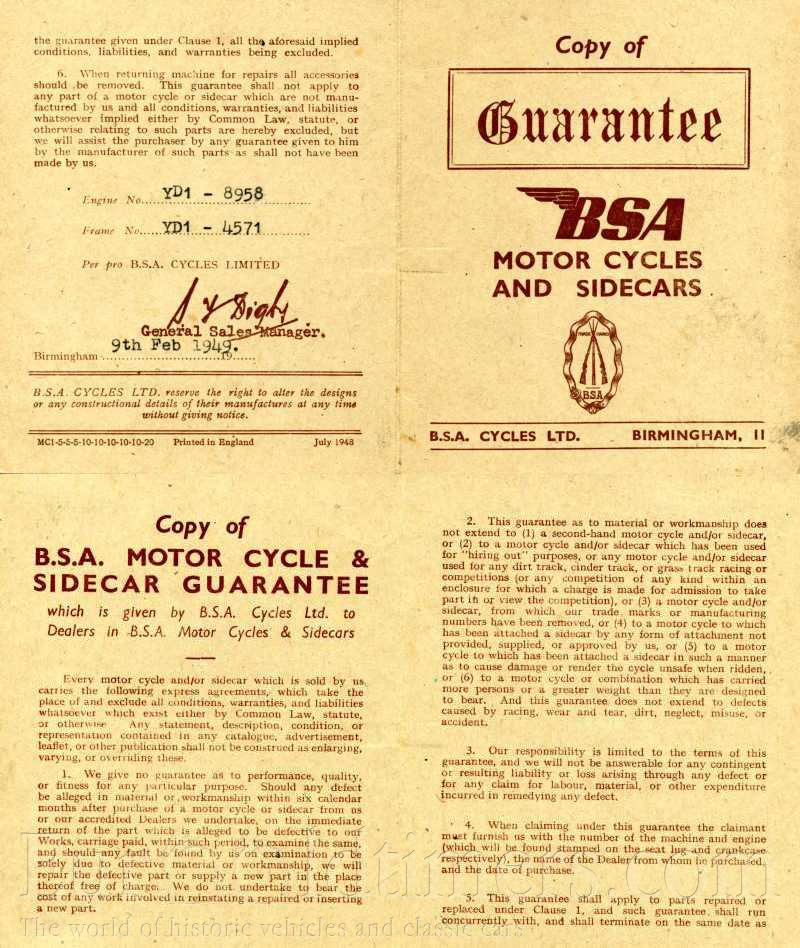 Copy of
Guarantee
BSA
MOTOR CYCLES
AND SIDECARS
TRADE MARK
BSA
B.S.A. CYCLES LTD. BIRMINGHAM, 11
Copy of
B.S.A. MOTOR CYCLE &
SIDECAR GUARANTEE
which is given by B.S.A. Cycles Ltd. to
Dealers in B.S.A. Motor Cycles & Sidecars
Every motor cycle and/or sidecar which is sold by us
carries the following express agreements, which take the
place of and exclude all conditions, warranties, and liabilities
whatsoever which exist either by Common Law, statute,
or otherwise. Any statement, description, condition, or
representation contained in any catalogue, advertisement,
leaflet, or other publication shall not be construed as enlarging,
varying, or overriding these.
1. We give no guarantee as to performance, quality,
or fitness for any particular purpose. Should any defect
be alleged in material or workmanship within six calendar
months after purchase of a motor cycle or sidecar from us
or our accredited Dealers we undertake, on the immediate
return of the part which is alleged to be defective to our
Works, carriage paid, within such period, to examine the same,
and should any fault be found by us on examination to be
solely due to defective material or workmanship, we will
repair the defective part or supply a new part in the place
thereof free of charge. We do not undertake to bear the
cost of any work involved in reinstating a repaired or inserting
a new part.
2. This guarantee as to material or workmanship does
not extend to (1) a second-hand motor cycle and/or sidecar,
or (2) to a motor cycle and/or sidecar which has been used
for "hiring out" purposes, or any motor cycle and/or sidecar
used for any dirt track, cinder track, or grass track racing or
competitions (or any competition of any kind within an
enclosure for which a charge is made for admission to take
part in or view the competition), or (3) a motor cycle and/or
sidecar, from which our trade marks or manufacturing
numbers have been removed, or (4) to a motor cycle to which
has been attached a sidecar by any form of attachment not
provided, supplied, or approved by us, or (5) to a motor
cycle to which has been attached a sidecar in such a manner
as to cause damage or render the cycle unsafe when ridden,
or (6) to a motor cycle or combination which has carried
more persons or a greater weight than they are designed
to bear. And this guarantee does not extend to defects
caused by racing, wear and tear, dirt, neglect, misuse, or
accident.
3. Our responsibility is limited to the terms of this
guarantee, and we will not be answerable for any contingent
or resulting liability or loss arising through any defect or
for any claim for labour, material, or other expenditure
incurred in remedying any defect.
4. When claiming under this guarantee the claimant
must furnish us with the number of the machine and engine
(which will be found stamped on the seat lug and crankcase
respectively), the name of the Dealer from whom he purchased,
and the date of purchase.
5. This guarantee shall apply to parts repaired or
replaced under Clause 1, and such guarantee shall run
concurrently with, and shall terminate on the same date as
the guarantee given under Clause 1, all the aforesaid implied
conditions, liabilities, and warranties being excluded.
6. When returning machine for repairs all accessories
should be removed. This guarantee shall not apply to
any part of a motor cycle or sidecar which are not manu-
factured by us and all conditions, warranties, and liabilities
whatsoever implied either by Common Law, statute, or
otherwise relating to such parts are hereby excluded, but
we will assist the purchaser by any guarantee given to him
by the manufacturer of such parts as shall not have been
made by us.
Engine No. YD1 - 8958
Frame No. YD1 - 4571
Per pro B.S.A. CYCLES LIMITED
General Sales Manager.
9th Feb 1949.
Birmingham 19
B.S.A. CYCLES LTD. reserve the right to alter the designs
or any constructional details of their manufactures at any time
without giving notice.
MC1-5-5-5-10-10-10-10-10-20 Printed in England July 1948
The world of historic vehicles and classic cars